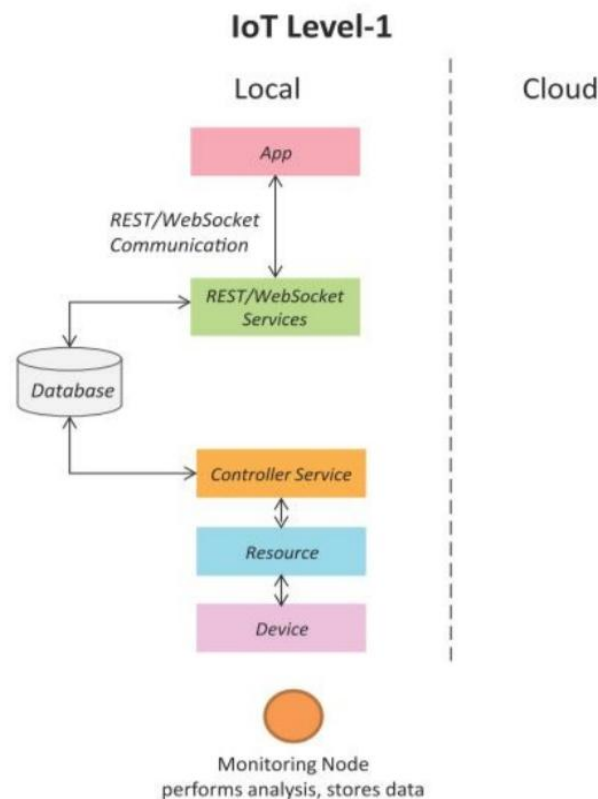 IoT Level-1
Local
Cloud
App
REST/WebSocket
Communication
REST/WebSocket
Services
Database
Controller Service
Resource
Device
Monitoring Node
performs analysis, stores data